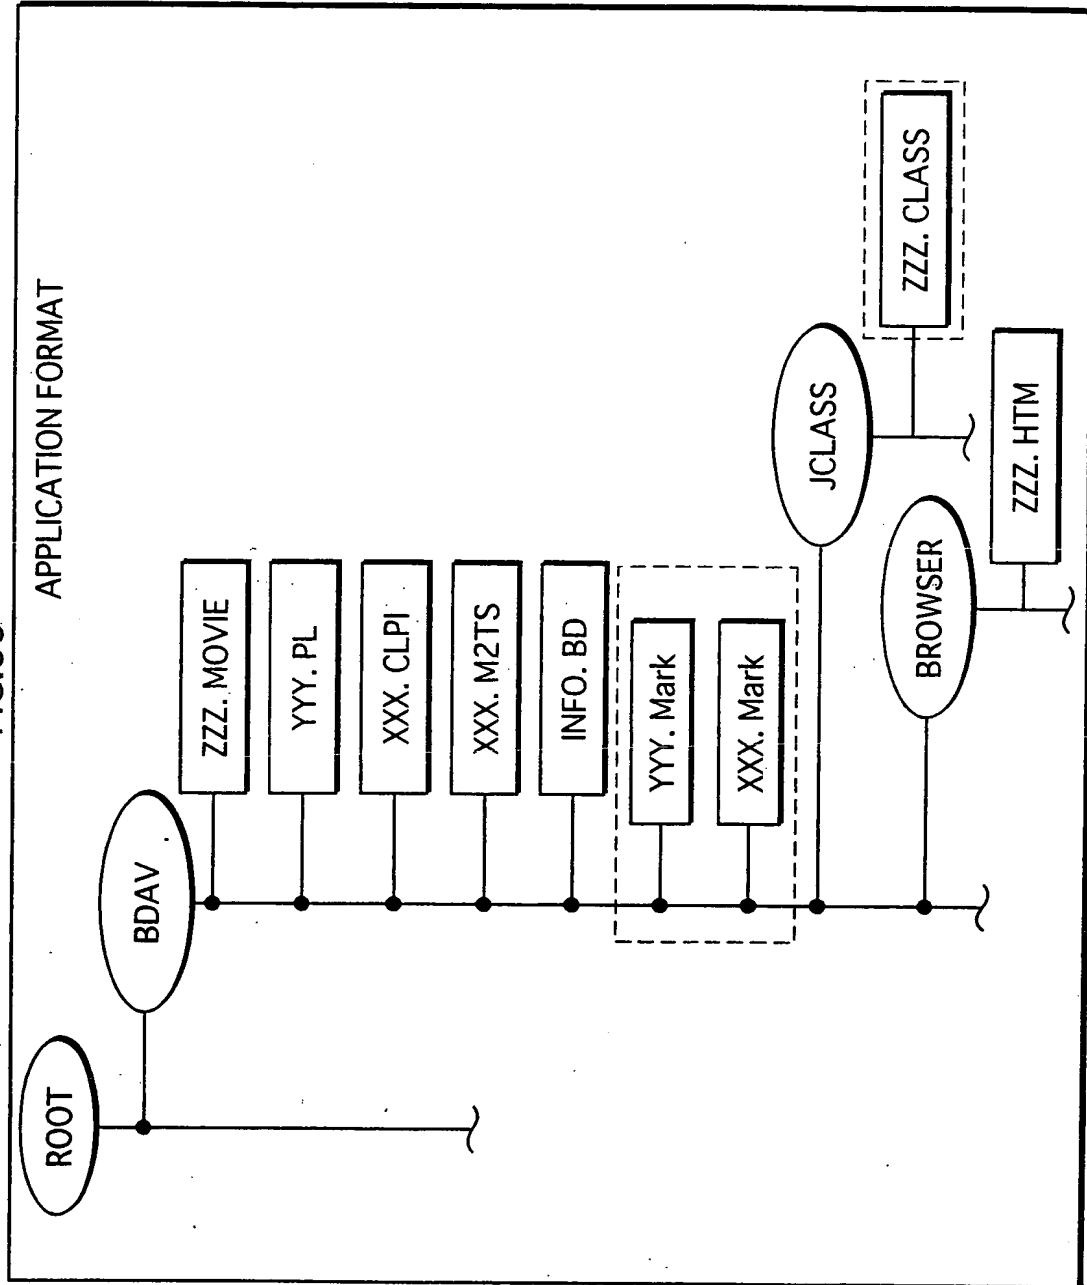 APPLICATION FORMAT
ROOT
BDAV
ZZZ. MOVIE
YYY. PL
XXX. CLPI
XXX. M2TS
INFO. BD
YYY. Mark
XXX. Mark
JCLASS
ZZZ. CLASS
BROWSER
ZZZ. HTM